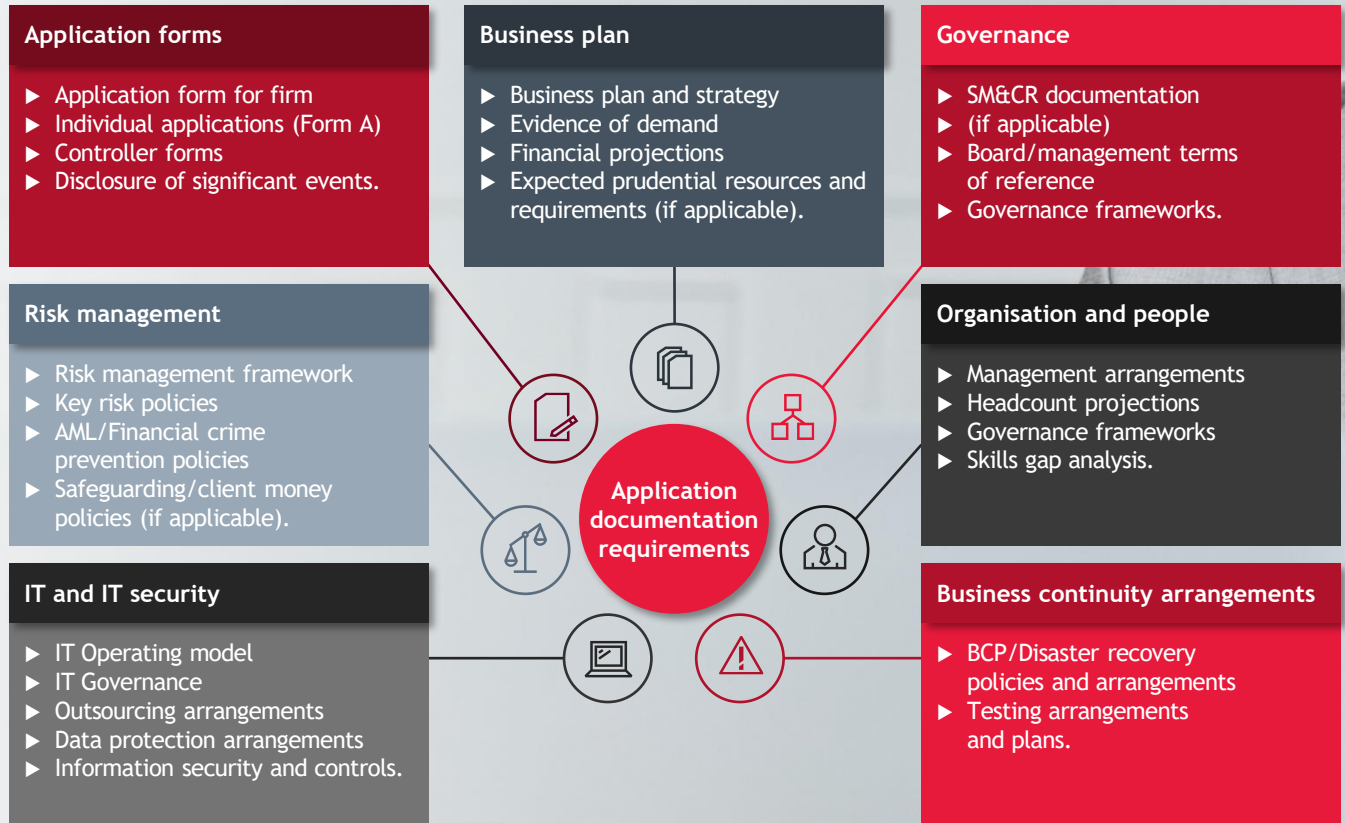 Application forms
▶ Application form for firm
▶ Individual applications (Form A)
▶ Controller forms
▶ Disclosure of significant events.
Business plan
▶ Business plan and strategy
▶ Evidence of demand
▶ Financial projections
▶ Expected prudential resources and
requirements (if applicable).
Governance
▶ SM&CR documentation
▶ (if applicable)
▶ Board/management terms
of reference
▶ Governance frameworks.
Risk management
▶ Risk management framework
▶ Key risk policies
▶ AML/Financial crime
prevention policies
▶ Safeguarding/client money
policies (if applicable).
Application
documentation
requirements
Organisation and people
▶ Management arrangements
▶ Headcount projections
▶ Governance frameworks
▶ Skills gap analysis.
IT and IT security
▶ IT Operating model
▶ IT Governance
▶ Outsourcing arrangements
▶ Data protection arrangements
▶ Information security and controls.
Business continuity arrangements
▶ BCP/Disaster recovery
policies and arrangements
▶ Testing arrangements
and plans.